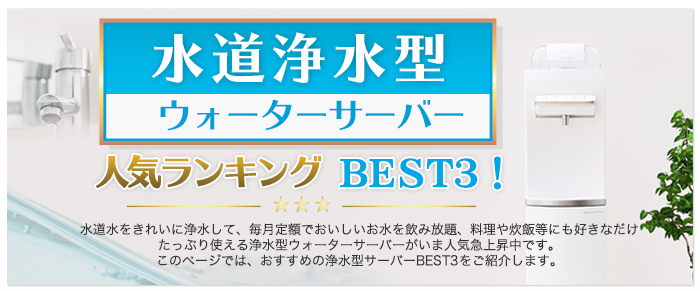 水道浄水型
ウォーターサーバー
人気ランキング BEST3！
水道水をきれいに浄水して、毎月定額でおいしいお水を飲み放題、料理や炊飯等にも好きなだけ
たっぷり使える浄水型ウォーターサーバーがいま人気急上昇中です。
このページでは、おすすめの浄水型サーバーBEST3をご紹介します。